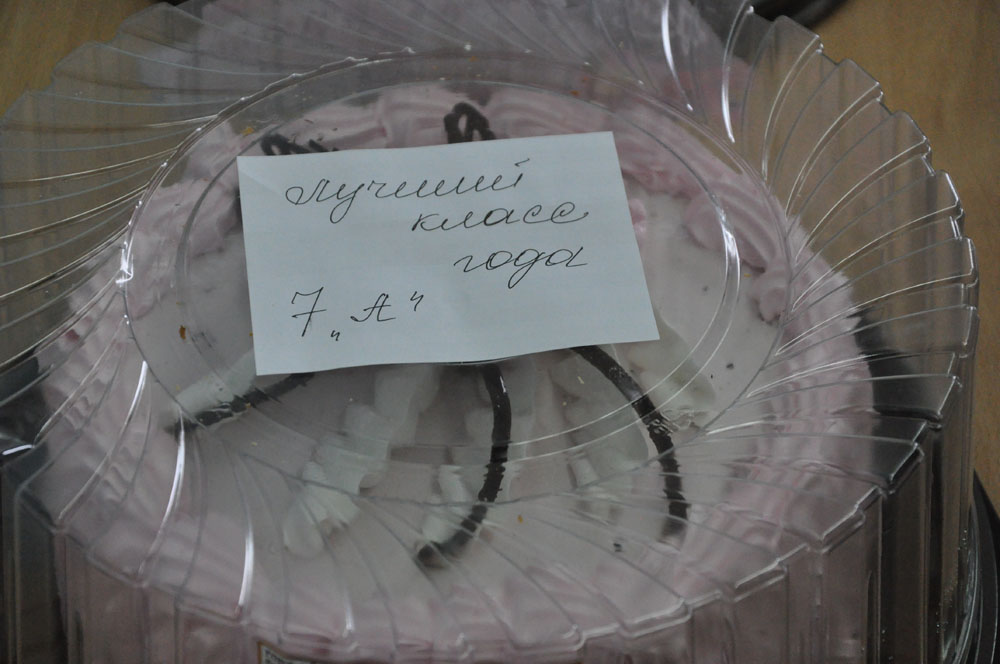 Лучший
класс
года
7 „А“